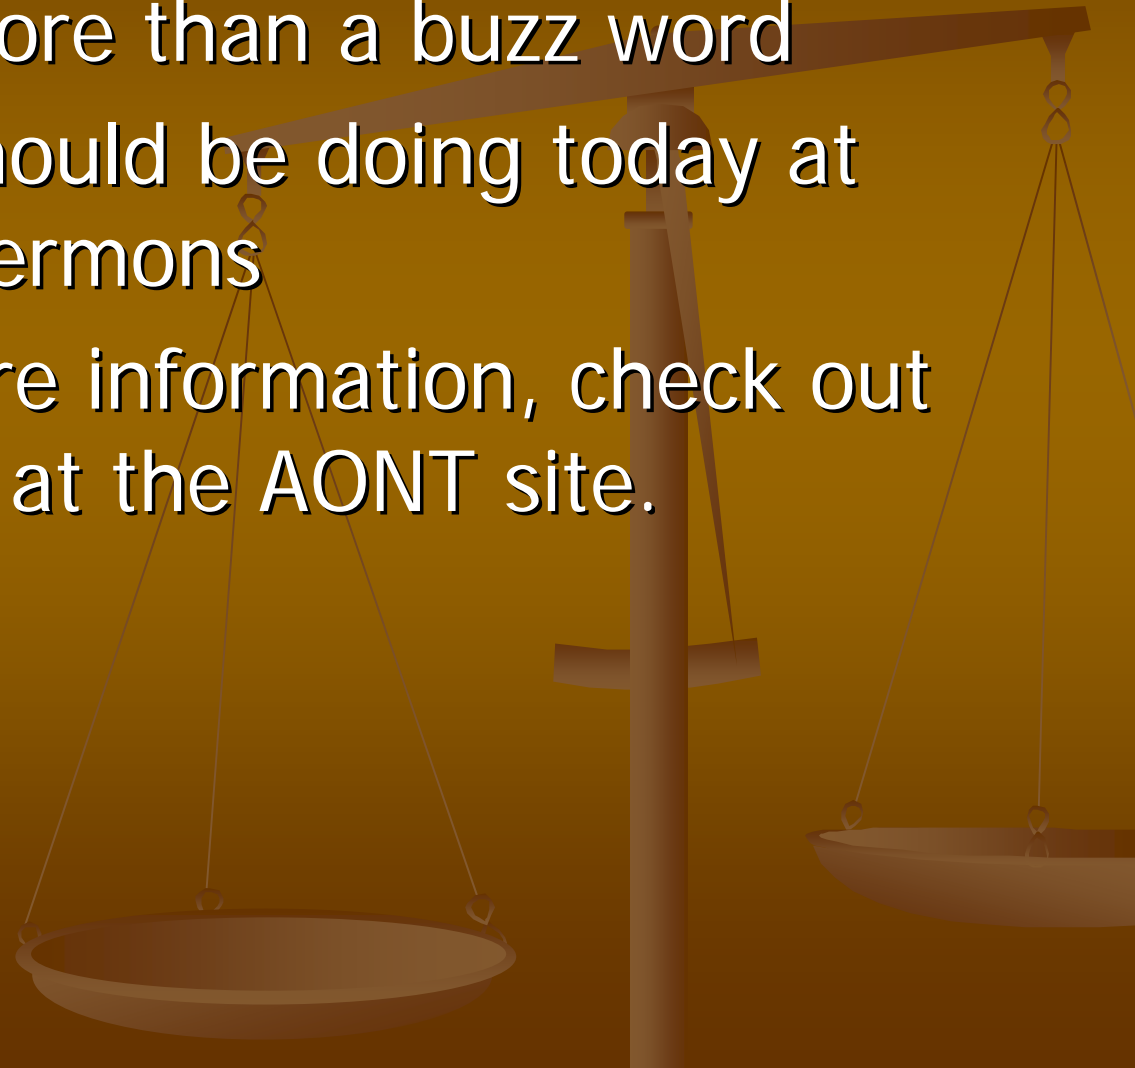 ore than a buzz word
hould be doing today at
ermons
re information, check out
at the AONT site.